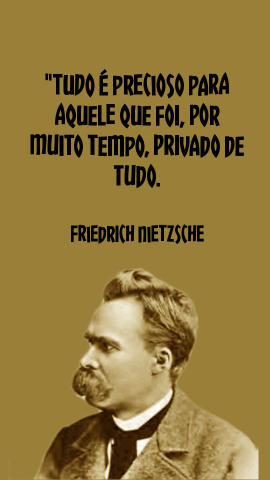 "TUDO É PRECIOSO PARA
AQUELE QUE FOI, POR
MUITO TEMPO, PRIVADO DE
TUDO.
FRIEDRICH NIETZSCHE